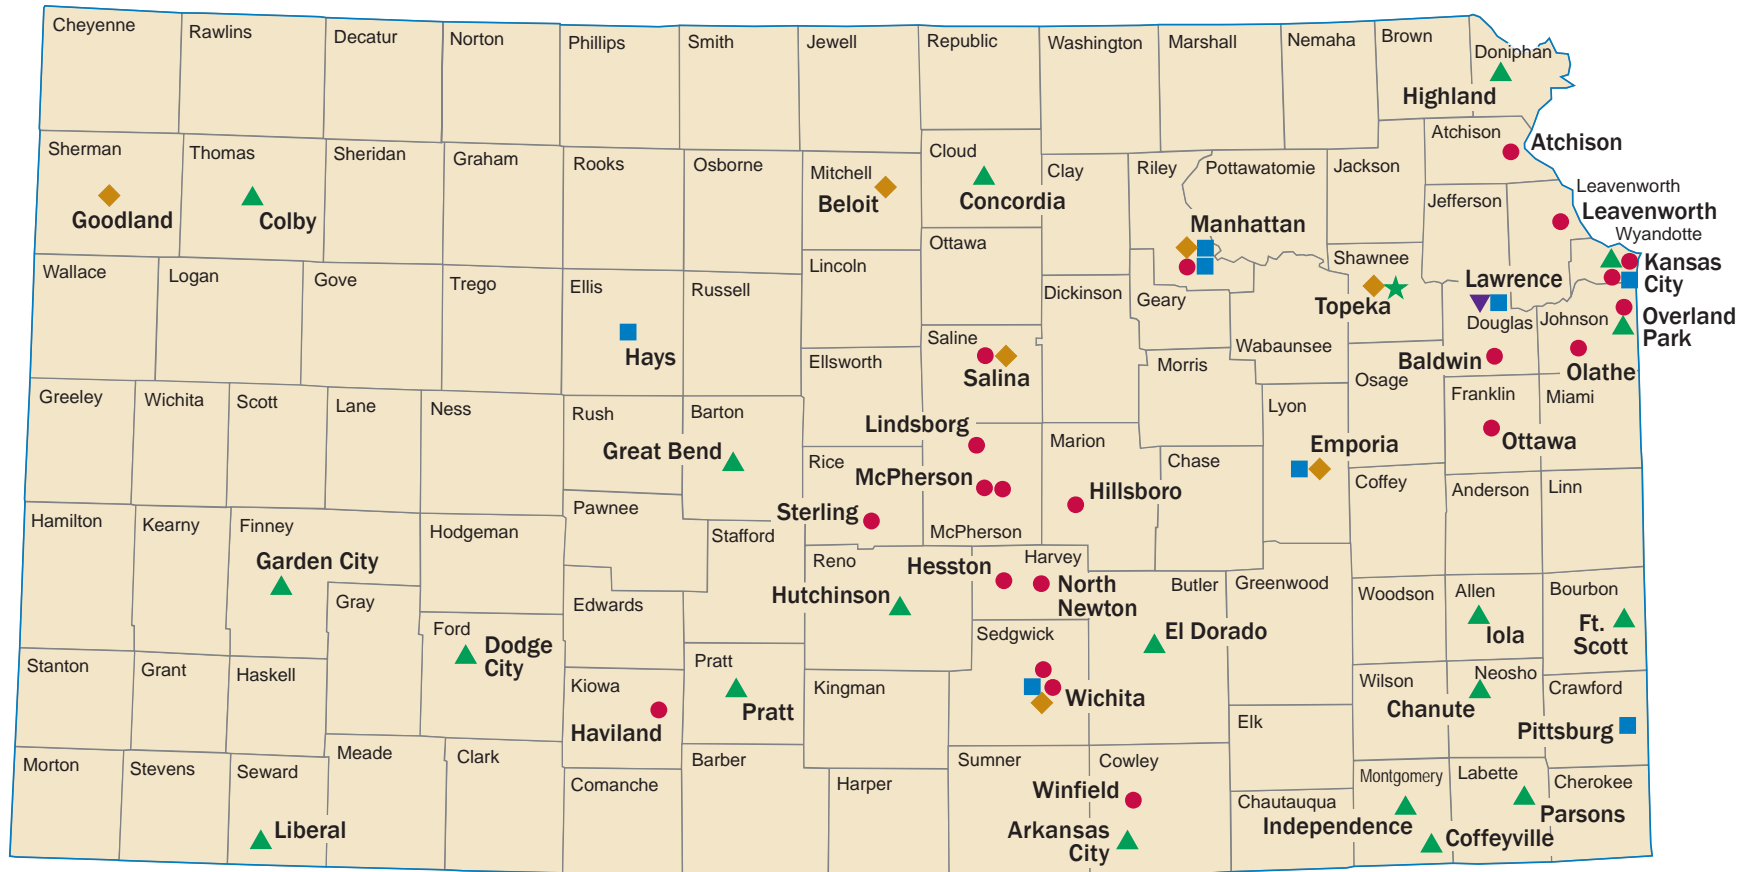 Cheyenne
Rawlins
Decatur
Norton
Phillips
Smith
Jewell
Republic
Washington
Marshall
Nemaha
Brown
Doniphan
Highland
Sherman
Goodland
Thomas
Colby
Sheridan
Graham
Rooks
Osborne
Mitchell
Beloit
Cloud
Concordia
Clay
Riley
Pottawatomie
Manhattan
Jackson
Atchison
Atchison
Jefferson
Leavenworth
Leavenworth
Wyandotte
Kansas
City
Wallace
Logan
Gove
Trego
Ellis
Hays
Russell
Lincoln
Ottawa
Dickinson
Geary
Shawnee
Topeka
Lawrence
Douglas
Johnson
Overland
Park
Saline
Salina
Ellsworth
Morris
Wabaunsee
Osage
Baldwin
Olathe
Greeley
Wichita
Scott
Lane
Ness
Rush
Barton
Great Bend
Rice
Lindsborg
McPherson
McPherson
Sterling
Marion
Hillsboro
Chase
Lyon
Emporia
Franklin
Ottawa
Miami
Coffey
Anderson
Linn
Hamilton
Kearny
Finney
Garden City
Hodgeman
Pawnee
Stafford
Reno
Hutchinson
Harvey
Hesston
North
Newton
Butler
El Dorado
Greenwood
Woodson
Allen
Iola
Bourbon
Ft.
Scott
Gray
Ford
Dodge
City
Edwards
Stanton
Grant
Haskell
Kiowa
Haviland
Pratt
Pratt
Kingman
Sedgwick
Wichita
Elk
Wilson
Neosho
Chanute
Crawford
Pittsburg
Morton
Stevens
Seward
Liberal
Meade
Clark
Comanche
Barber
Harper
Sumner
Cowley
Winfield
Arkansas
City
Chautauqua
Montgomery
Independence
Coffeyville
Labette
Parsons
Cherokee